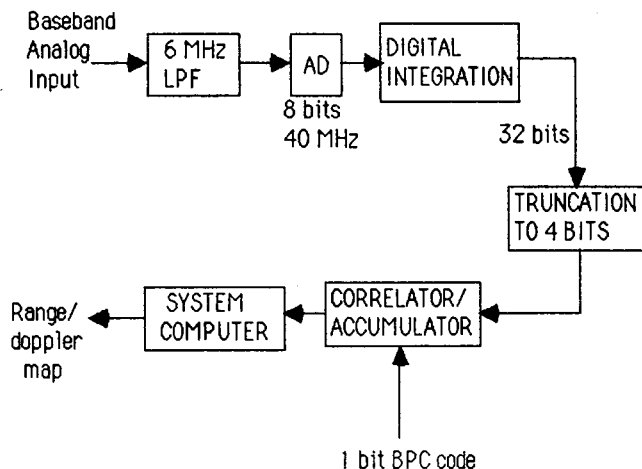 Baseband
Analog
Input
6 MHz
LPF
AD
8 bits
40 MHz
DIGITAL
INTEGRATION
32 bits
TRUNCATION
TO 4 BITS
CORRELATOR/
ACCUMULATOR
SYSTEM
COMPUTER
Range/
doppler
map
1 bit BPC code